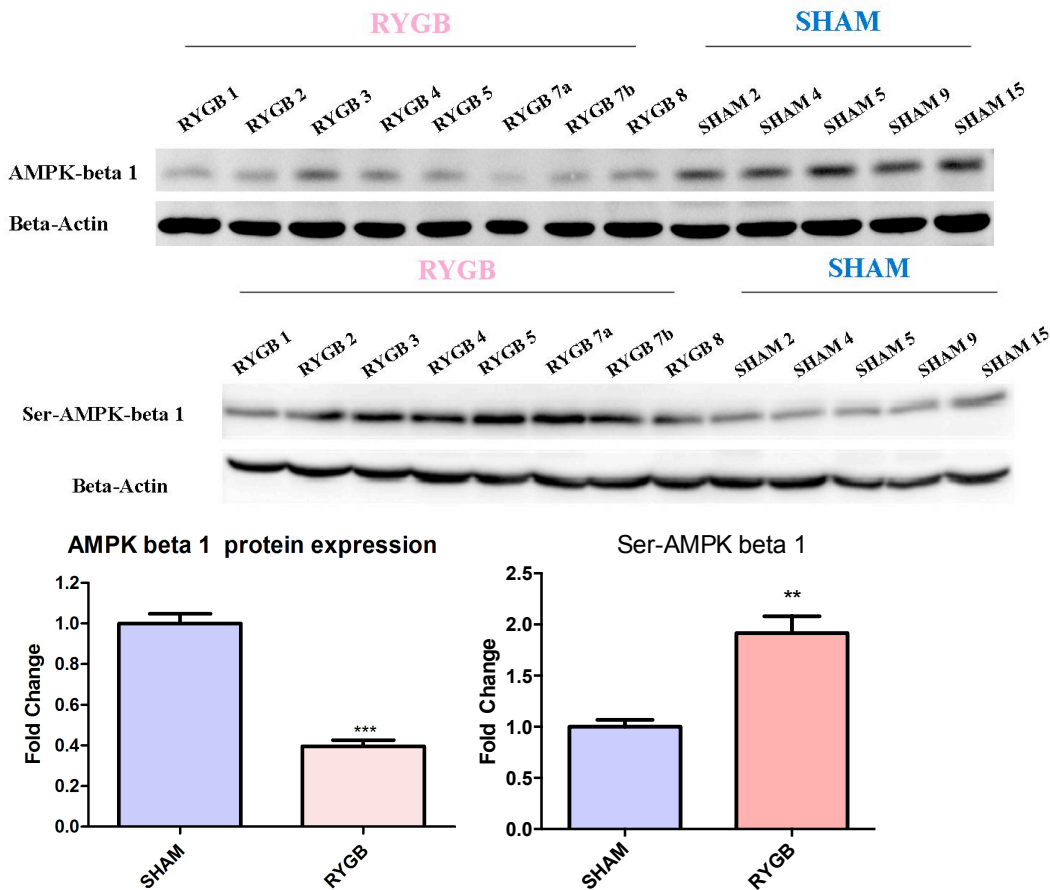 RYGB SHAM
RYGB 1 RYGB 2 RYGB 3 RYGB 4 RYGB 5 RYGB 7a RYGB 7b RYGB 8 SHAM 2 SHAM 4 SHAM 5 SHAM 9 SHAM 15
AMPK-beta 1
Beta-Actin
RYGB SHAM
RYGB 1 RYGB 2 RYGB 3 RYGB 4 RYGB 5 RYGB 7a RYGB 7b RYGB 8 SHAM 2 SHAM 4 SHAM 5 SHAM 9 SHAM 15
Ser-AMPK-beta 1
Beta-Actin
AMPK beta 1 protein expression
Fold Change
1.2
1.0
0.8
0.6
0.4
0.2
0.0
***
SHAM RYGB
Ser-AMPK beta 1
Fold Change
2.5
2.0
1.5
1.0
0.5
0.0
**
SHAM RYGB